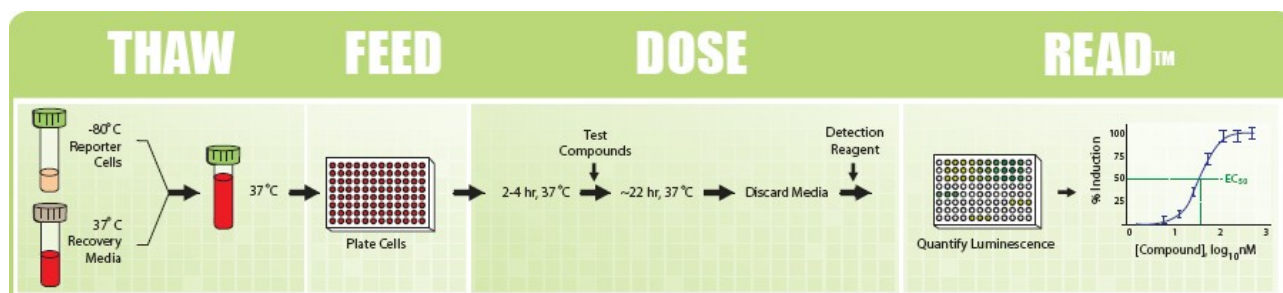 THAW
FEED
DOSE
READ™
-80°C
Reporter
Cells
37°C
Recovery
Media
37°C
Plate Cells
2-4 hr, 37°C
Test
Compounds
~22 hr, 37°C
Discard Media
Detection
Reagent
Quantify Luminescence
% Induction
100
75
50
25
EC₅₀
0 1 2 3
[Compound], log₁₀nM